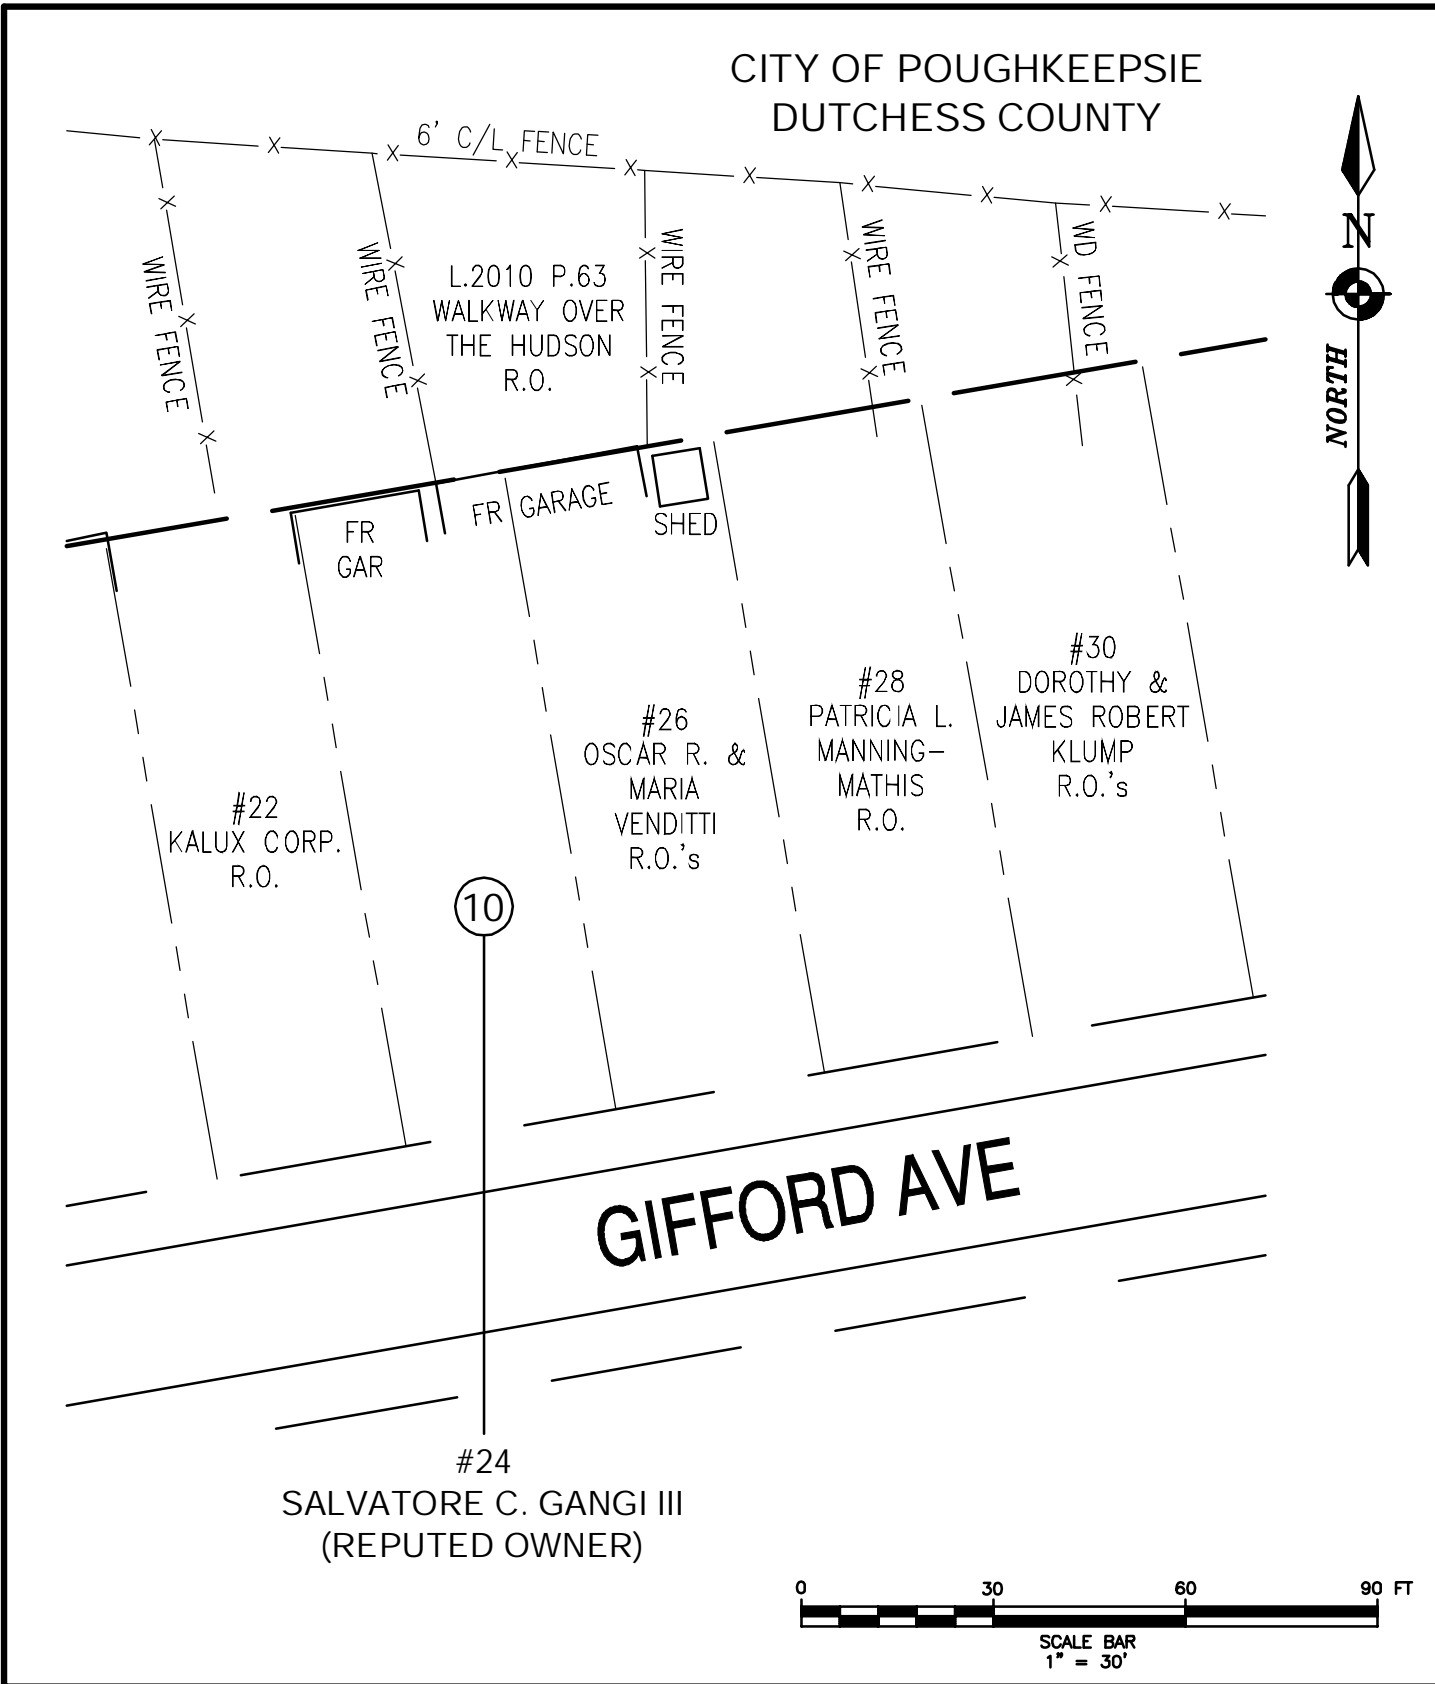 CITY OF POUGHKEEPSIE
DUTCHESS COUNTY
6' C/L FENCE
N
NORTH
WIRE FENCE
WIRE FENCE
L.2010 P.63
WALKWAY OVER
THE HUDSON
R.O.
WIRE FENCE
WIRE FENCE
WD FENCE
FR
GAR
FR GARAGE
SHED
#22
KALUX CORP.
R.O.
#26
OSCAR R. &
MARIA
VENDITTI
R.O.'s
#28
PATRICIA L.
MANNING-
MATHIS
R.O.
#30
DOROTHY &
JAMES ROBERT
KLUMP
R.O.'s
10
GIFFORD AVE
#24
SALVATORE C. GANGI III
(REPUTED OWNER)
0 30 60 90 FT
SCALE BAR
1" = 30'